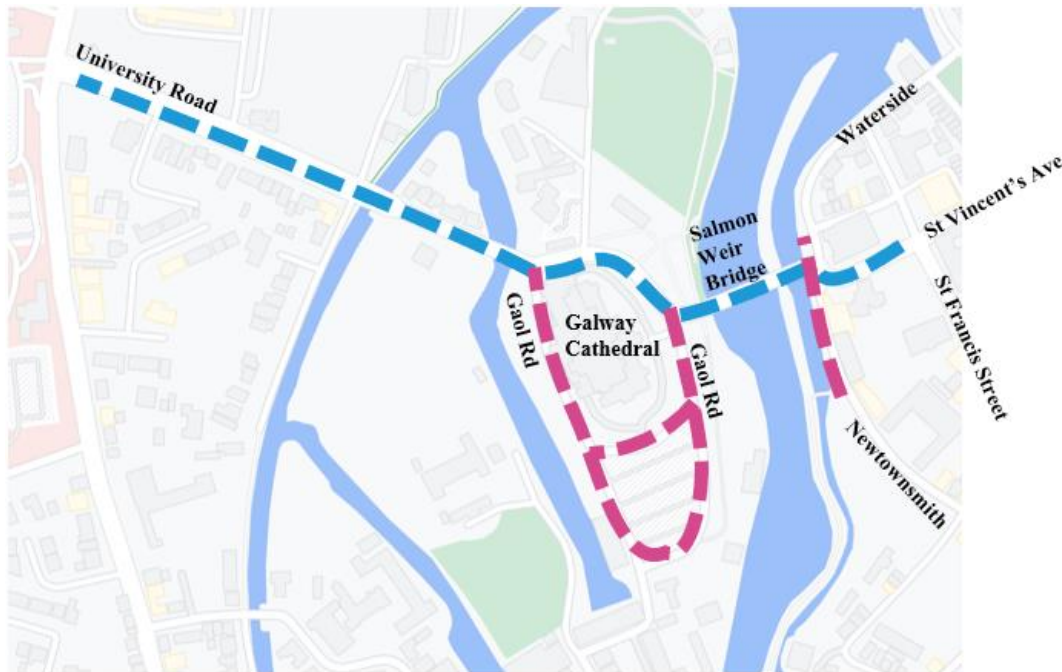 University Road
Waterside
St Vincent's Ave
Salmon
Weir
Bridge
Gaol Rd
Galway
Cathedral
Gaol Rd
St Francis Street
Newtownsmith